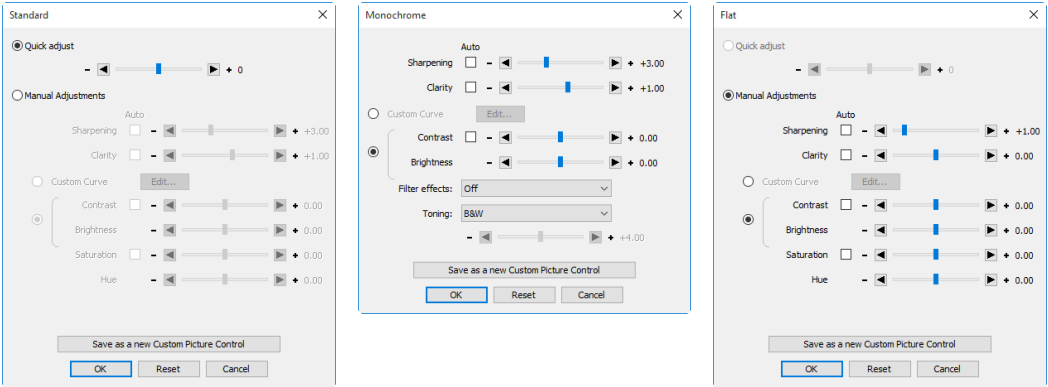 Standard
Quick adjust
- + 0
Manual Adjustments
Auto
Sharpening - + +3.00
Clarity - + +1.00
Custom Curve Edit...
Contrast - + 0.00
Brightness - + 0.00
Saturation - + 0.00
Hue - + 0.00
Save as a new Custom Picture Control
OK Reset Cancel
Monochrome
Auto
Sharpening - + +3.00
Clarity - + +1.00
Custom Curve Edit...
Contrast - + 0.00
Brightness - + 0.00
Filter effects: Off
Toning: B&W
- + +4.00
Save as a new Custom Picture Control
OK Reset Cancel
Flat
Quick adjust
- + 0
Manual Adjustments
Auto
Sharpening - + +1.00
Clarity - + 0.00
Custom Curve Edit...
Contrast - + 0.00
Brightness - + 0.00
Saturation - + 0.00
Hue - + 0.00
Save as a new Custom Picture Control
OK Reset Cancel